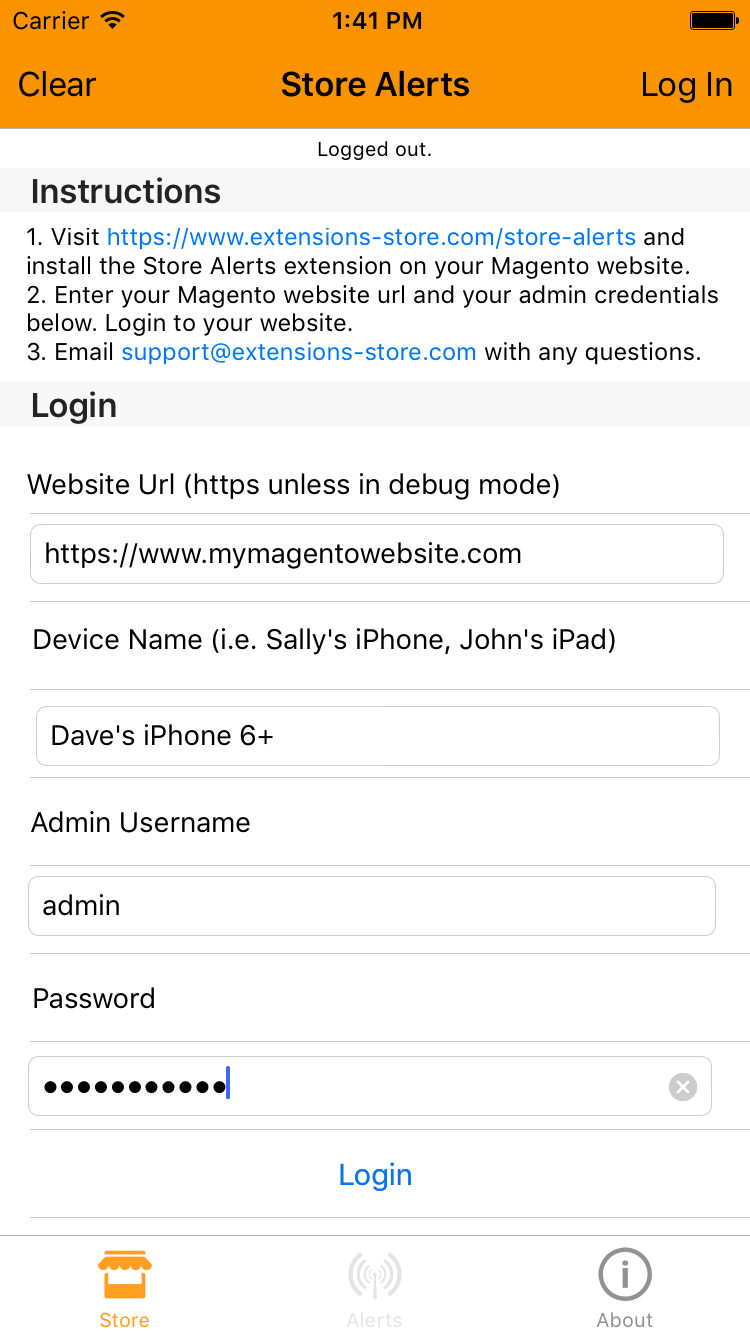 Carrier 1:41 PM
Clear Store Alerts Log In
Logged out.
Instructions
1. Visit https://www.extensions-store.com/store-alerts and
install the Store Alerts extension on your Magento website.
2. Enter your Magento website url and your admin credentials
below. Login to your website.
3. Email support@extensions-store.com with any questions.
Login
Website Url (https unless in debug mode)
https://www.mymagentowebsite.com
Device Name (i.e. Sally's iPhone, John's iPad)
Dave's iPhone 6+
Admin Username
admin
Password
•••••••••••
Login
Store Alerts About